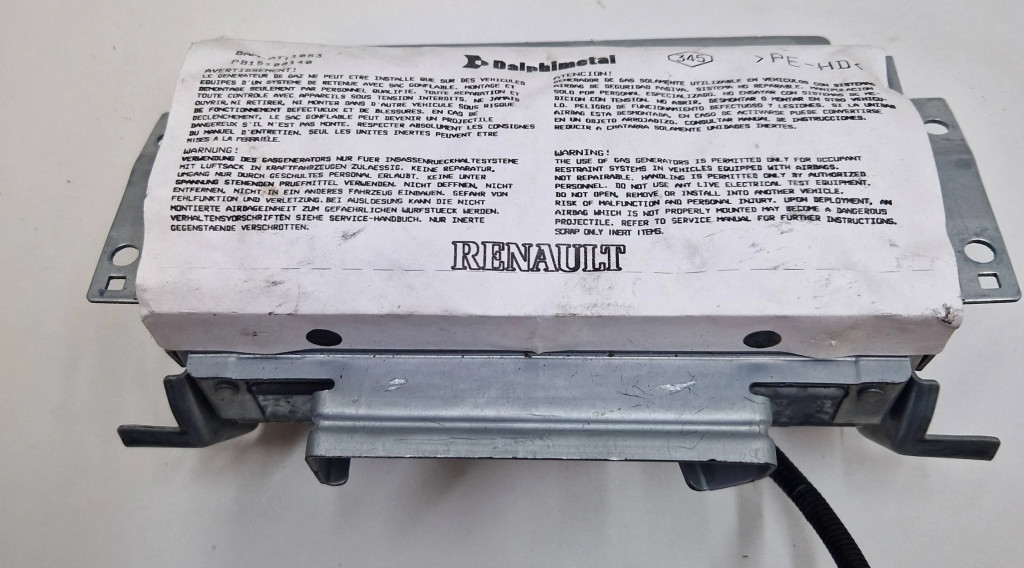 Dalphimetal
345
>PE-HD<
AVERTISSEMENT!
LE GENERATEUR DE GAZ NE PEUT ETRE INSTALLE QUE SUR DES VEHICULES
EQUIPES D'UN SYSTEME DE RETENUE AVEC SAC GONFLABLE. MONTAGE ET
DEMONTAGE SEULEMENT PAR PERSONNEL QUALIFIE. TOUTE REPARATION ET
TOUTE CONTROLE AVEC APPAREILS SOUS TENSION INTERDITS. NE JAMAIS
OUVRIR, NI RETIRER, NI MONTER DANS D'AUTRE VEHICULE SOUS RISQUE
DE FONCTIONNEMENT DEFECTUEUX ET DE BLESSURES. EN CAS DE
DECLENCHEMENT, LE SAC GONFLABLE PEUT DEVENIR UN PROJECTILE
DANGEREUX S'IL N'EST PAS MONTE. RESPECTER ABSOLUMENT LES CONSIGNES
DU MANUEL D'ENTRETIEN. SEUL LES UNITES INERTES PEUVENT ETRE
MISES A LA
ATENCION!
GENERADOR DE GAS SOLAMENTE UTILIZABLE EN VEHICULOS CON SISTEMAS
AIRBAG DE SEGURIDAD PASIVA. SISTEMA NO REPARABLE. MANIPULACION
SOLO POR PERSONAL ESPECIALIZADO. NO ENSAYAR CON SISTEMAS DE ME-
DICION CON TENSION. NO ABRIR, DESMONTAR O MONTAR EN OTRO VEHICU-
LO. PELIGRO DE FUNCIONAMIENTO DEFECTUOSO Y LESIONES. SI LA UNIDAD
AIRBAG ESTA DESMONTADA, EN CASO DE ACTIVARSE PUEDE CONVERTIRSE
EN UN OBJETO ARROJADIZO. CONSULTAR MANUAL DE INSTRUCCIONES.
REDUCIR A CHATARRA SOLAMENTE UNIDADES INERTES.
WARNUNG!
VERWENDUNG DES GASGENERATORS NUR FUER INSASSENRUECKHALTESYSTEME
MIT LUFTSACK IN KRAFTFAHRZEUGEN ZULAESSIG. KEINE REPARATUR,
UMGANG NUR DURCH GESCHULTES PERSONAL ERLAUBT. KEINE UNTER
SPANNUNG STEHENDEN PRUEFMITTEL VERWENDEN. NICHT OEFFNEN, NICHT
ENTFERNEN, NICHT IN EIN ANDERES FAHRZEUG EINBAUEN. GEFAHR VON
FEHLFUNKTION UND VERLETZUNG. BEI AUSLOESUNG KANN DIE NICHT
MONTIERTE AIRBAGEINHEIT ZUM GEFAEHRLICHEN WURFSTUECK WERDEN.
VERHALTENSVORSCHRIFTEN SIEHE SERVICE-HANDBUCH. NUR INERTE
GEGENSTAENDE VERSCHROTTEN.
WARNING!
THE USE OF GAS GENERATORS IS PERMITTED ONLY FOR OCCUPANT
RESTRAINT SYSTEMS IN VEHICLES EQUIPPED WITH AIRBAGS.
NOT REPAIRABLE, HANDLING IS PERMITTED ONLY BY AUTHORIZED
PERSONNEL. DO NOT USE ANY LIVE ELECTRICAL TEST EQUIPMENT.
DO NOT OPEN, REMOVE OR INSTALL INTO ANOTHER VEHICLE.
RISK OF MALFUNCTION AND PERSONAL INJURY. UPON DEPLOYMENT, AN
AIRBAG WHICH IS NOT PROPERLY MOUNTED MAY BECOME A DANGEROUS
PROJECTILE. REFER TO SERVICE MANUAL FOR FURTHER INSTRUCTIONS.
SCRAP ONLY INERT ITEMS.
RENAULT